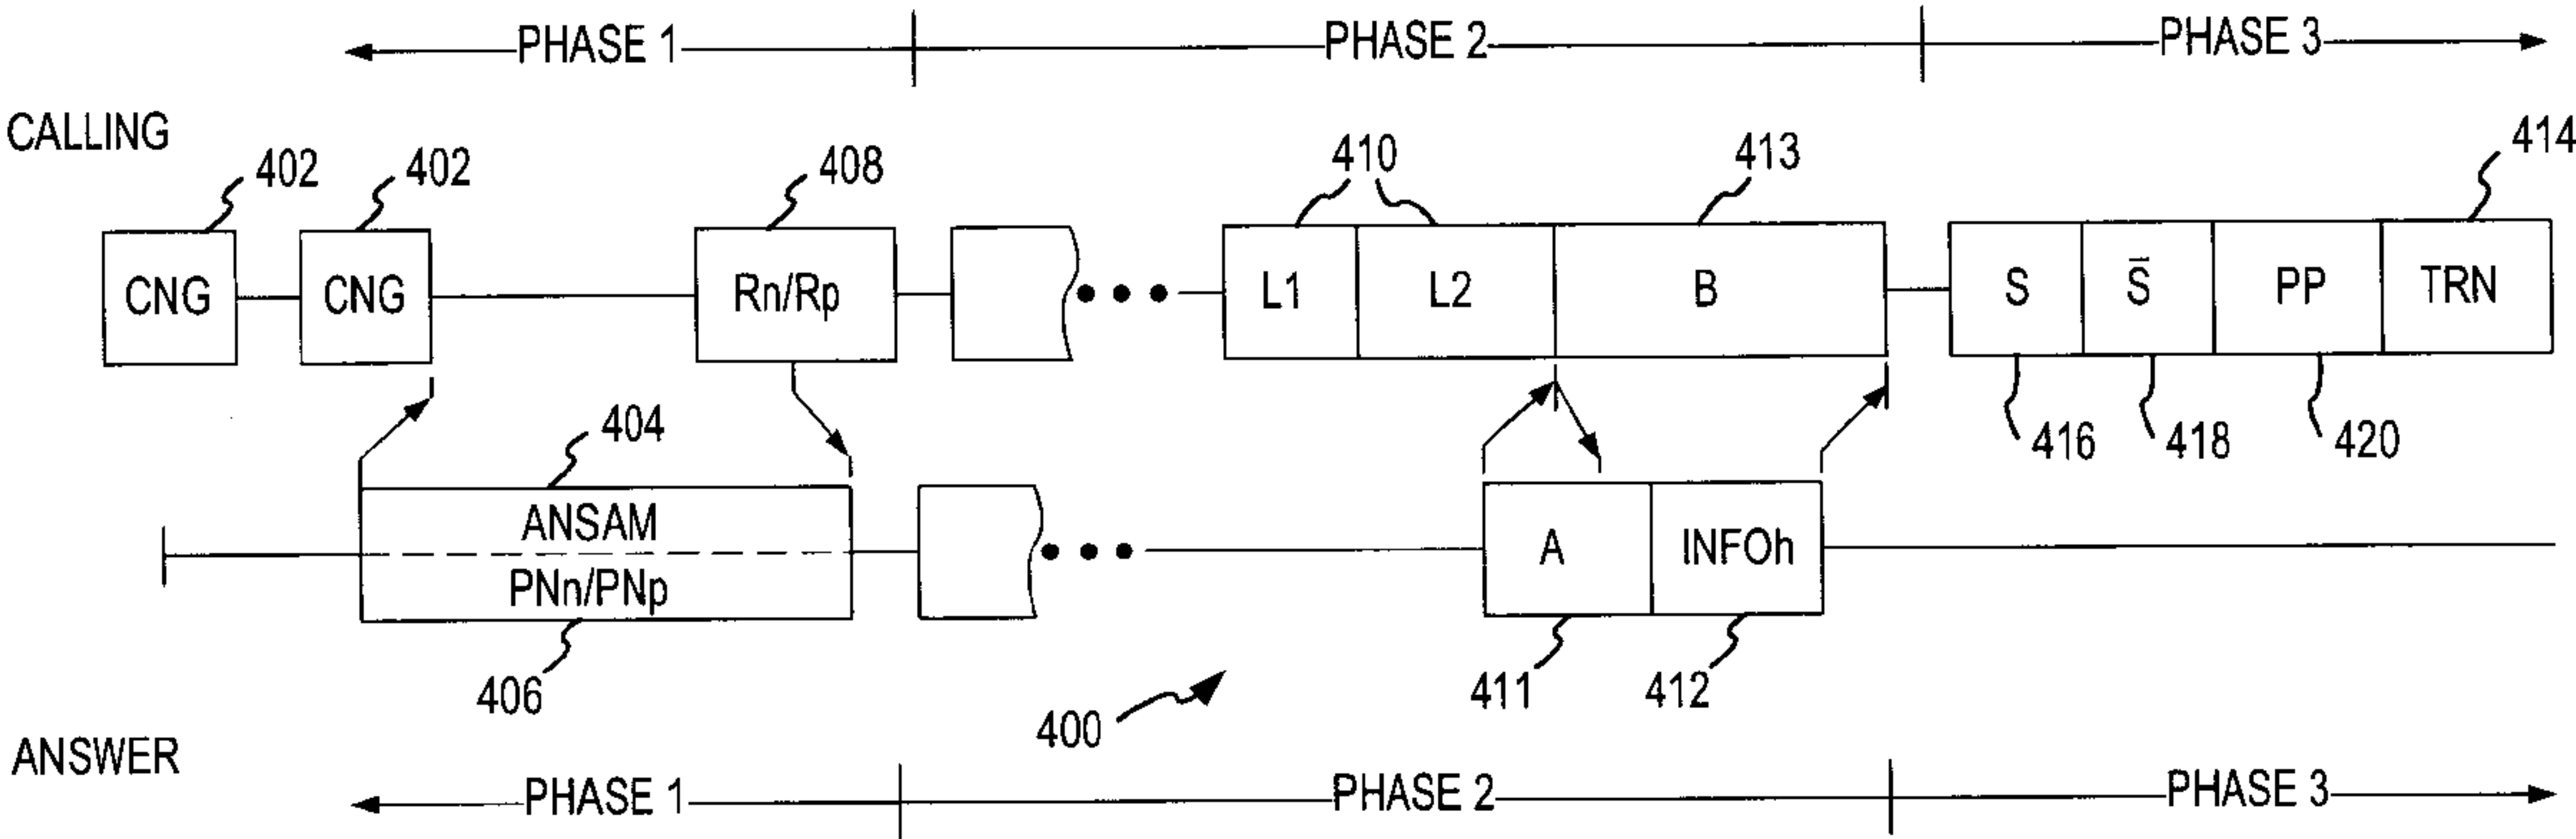 PHASE 1 PHASE 2 PHASE 3
CALLING
402 402 408 410 413 414
CNG CNG Rn/Rp L1 L2 B S S̄ PP TRN
416 418 420
404
ANSAM
PNn/PNp
A INFOh
406 411 412
400
ANSWER
PHASE 1 PHASE 2 PHASE 3